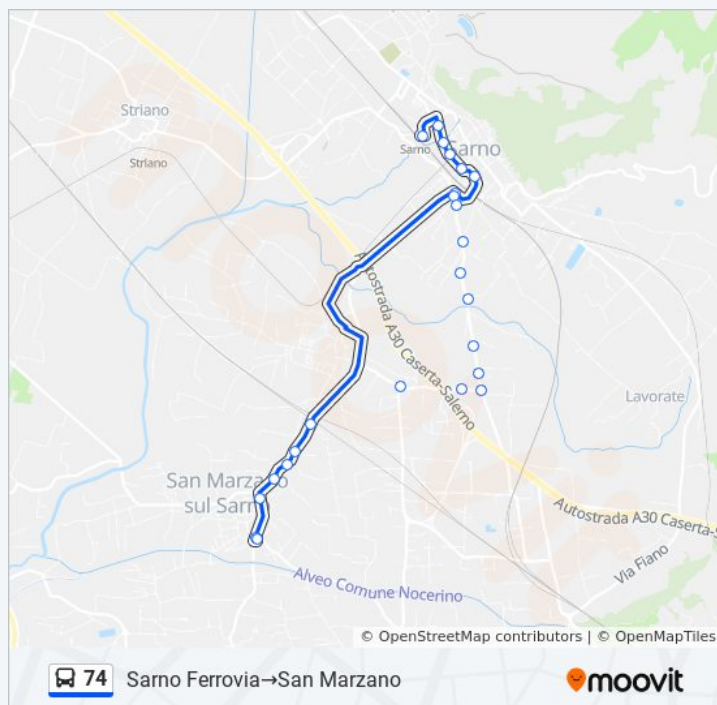 Striano
Striano
Sarno
Sarno
Autostrada A30 Caserta-Salerno
Lavorate
San Marzano
sul Sarno
Autostrada A30 Caserta-S
Via Fiano
Alveo Comune Nocerino
© OpenStreetMap contributors | © OpenMapTiles
74 Sarno Ferrovia→San Marzano
moovit